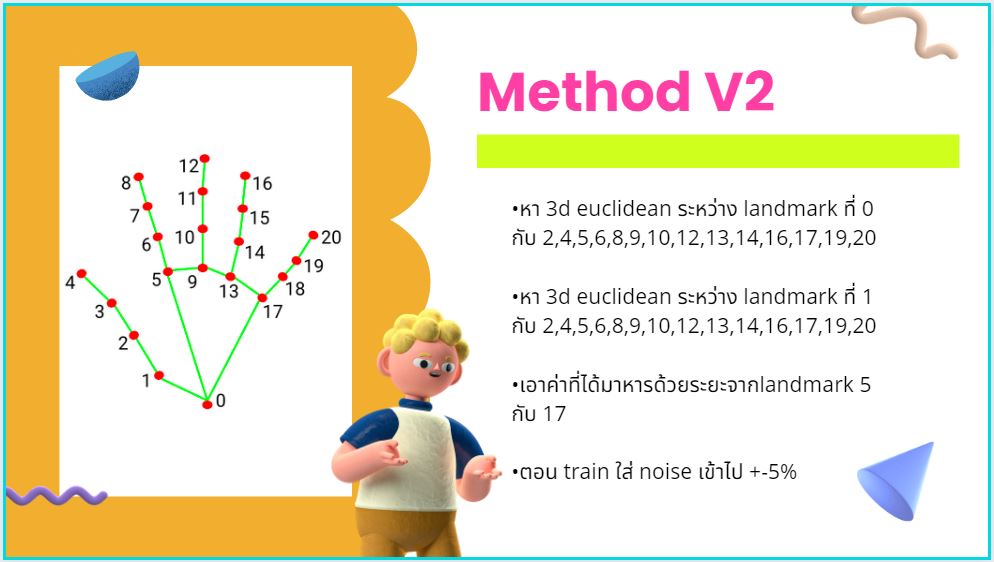 Method V2
12
8
16
11
7
15
20
6
10
14
19
4
5
9
13
18
3
17
2
1
0
•หา 3d euclidean ระหว่าง landmark ที่ 0
กับ 2,4,5,6,8,9,10,12,13,14,16,17,19,20
•หา 3d euclidean ระหว่าง landmark ที่ 1
กับ 2,4,5,6,8,9,10,12,13,14,16,17,19,20
•เอาค่าที่ได้มาหารด้วยระยะจากlandmark 5
กับ 17
•ตอน train ใส่ noise เข้าไป +-5%